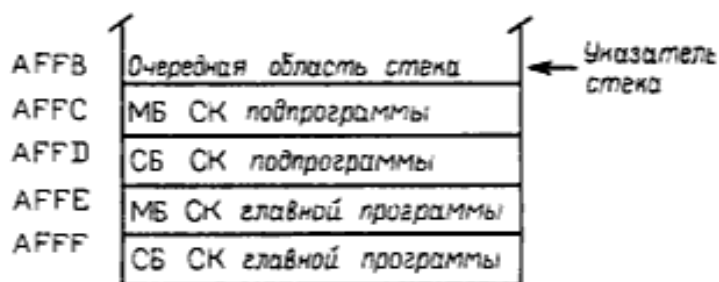 AFFB Очередная область стека Указатель стека
AFFC МБ СК подпрограммы
AFFD СБ СК подпрограммы
AFFE МБ СК главной программы
AFFF СБ СК главной программы